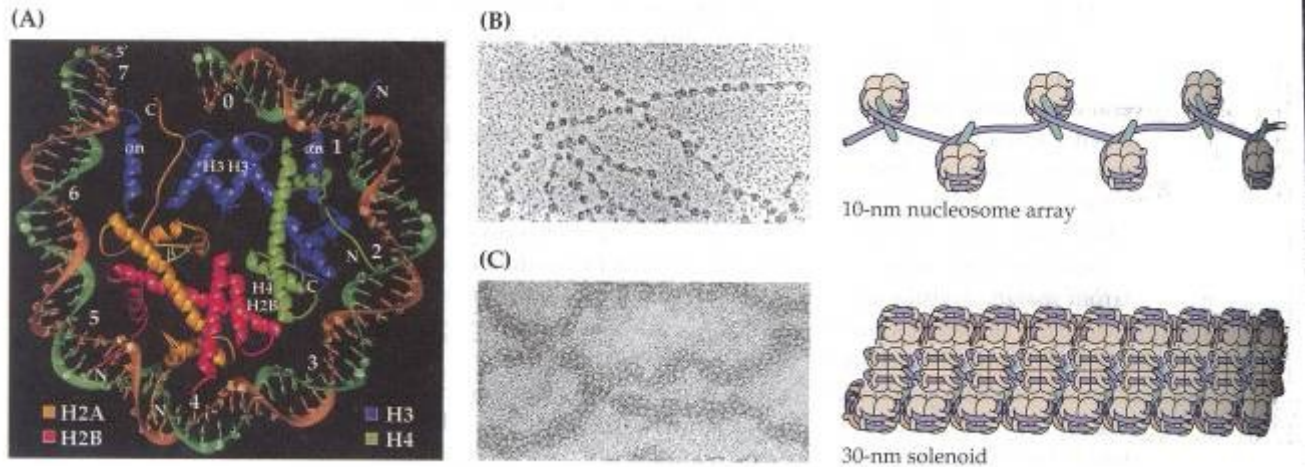 (A)
5'
7
0
N
C
αn
H3 H3
αn
1
6
N
2
H4
C
H2B
5
3
N
N
4
H2A
H3
H2B
H4
(B)
10-nm nucleosome array
(C)
30-nm solenoid